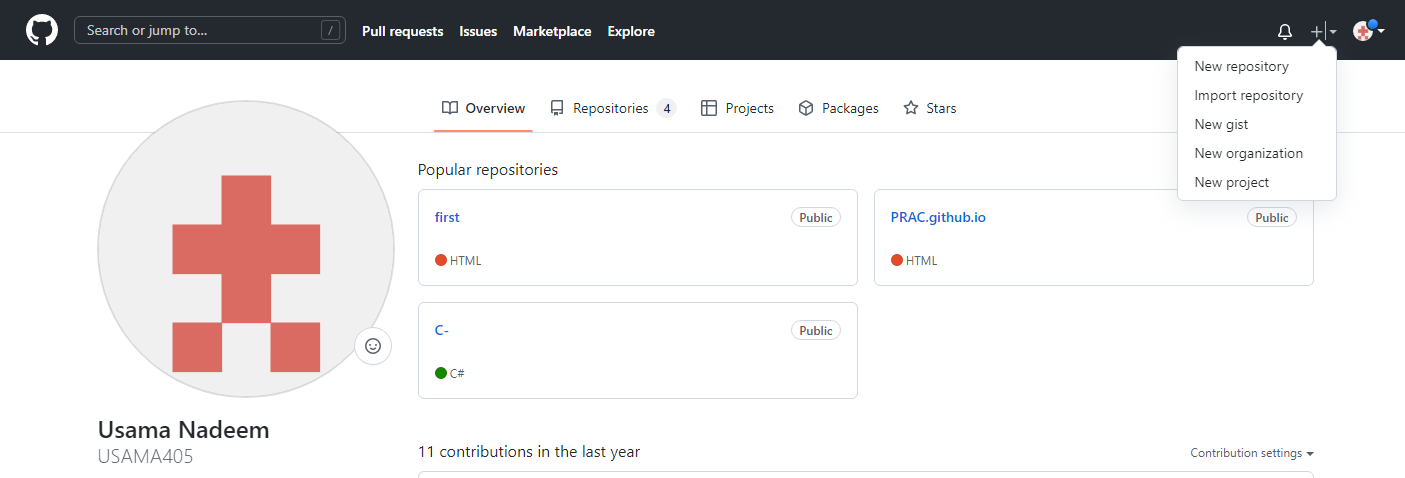 Search or jump to... / Pull requests Issues Marketplace Explore
New repository
Import repository
New gist
New organization
New project
Overview Repositories 4 Projects Packages Stars
Popular repositories
first Public
HTML
PRAC.github.io Public
HTML
C- Public
C#
Usama Nadeem
USAMA405
11 contributions in the last year
Contribution settings